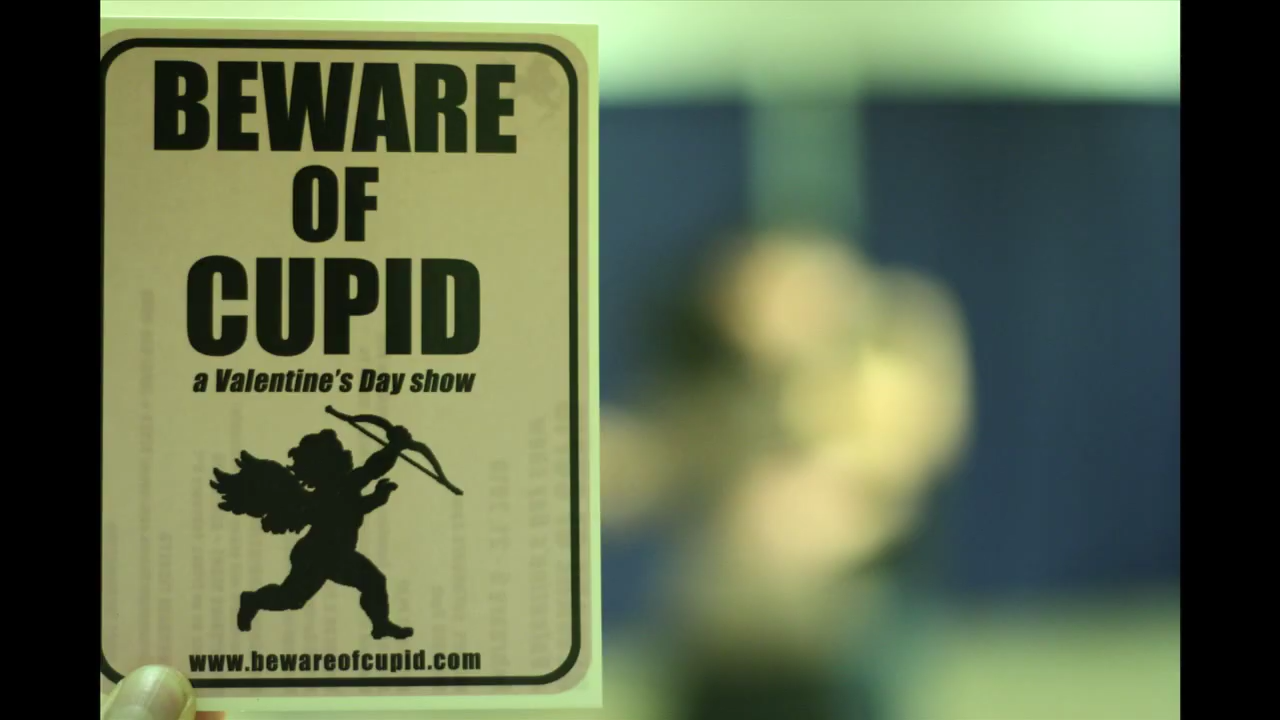 BEWARE
OF
CUPID
a Valentine's Day show
www.bewareofcupid.com